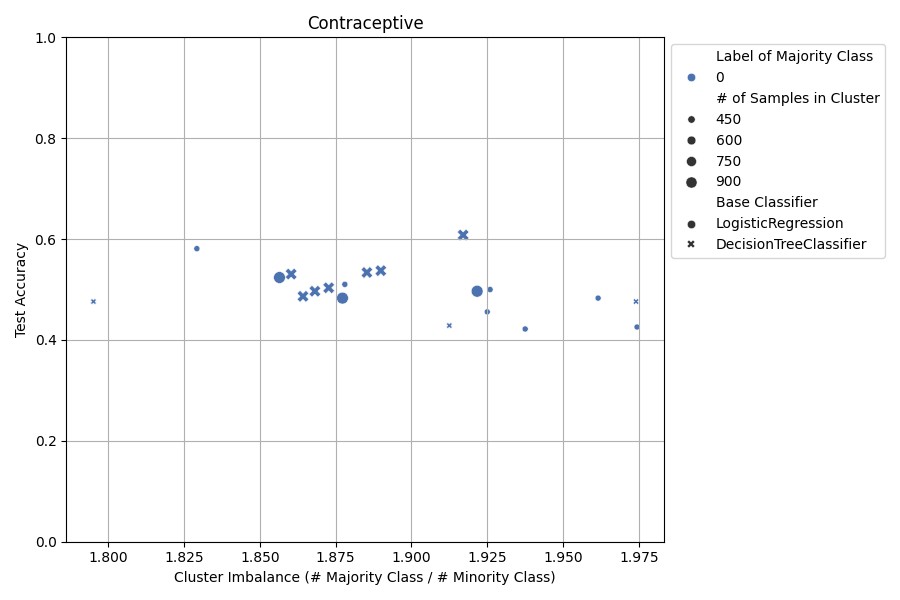 Contraceptive
1.0
0.8
0.6
0.4
0.2
0.0
Test Accuracy
1.800
1.825
1.850
1.875
1.900
1.925
1.950
1.975
Cluster Imbalance (# Majority Class / # Minority Class)
Label of Majority Class
0
# of Samples in Cluster
450
600
750
900
Base Classifier
LogisticRegression
DecisionTreeClassifier